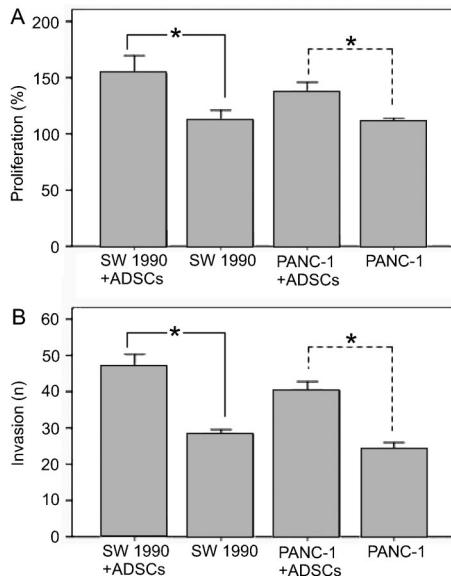 A
200
150
100
50
0
Proliferation (%)
*
*
SW 1990
+ADSCs
SW 1990
PANC-1
+ADSCs
PANC-1
B
60
50
40
30
20
10
0
Invasion (n)
*
*
SW 1990
+ADSCs
SW 1990
PANC-1
+ADSCs
PANC-1